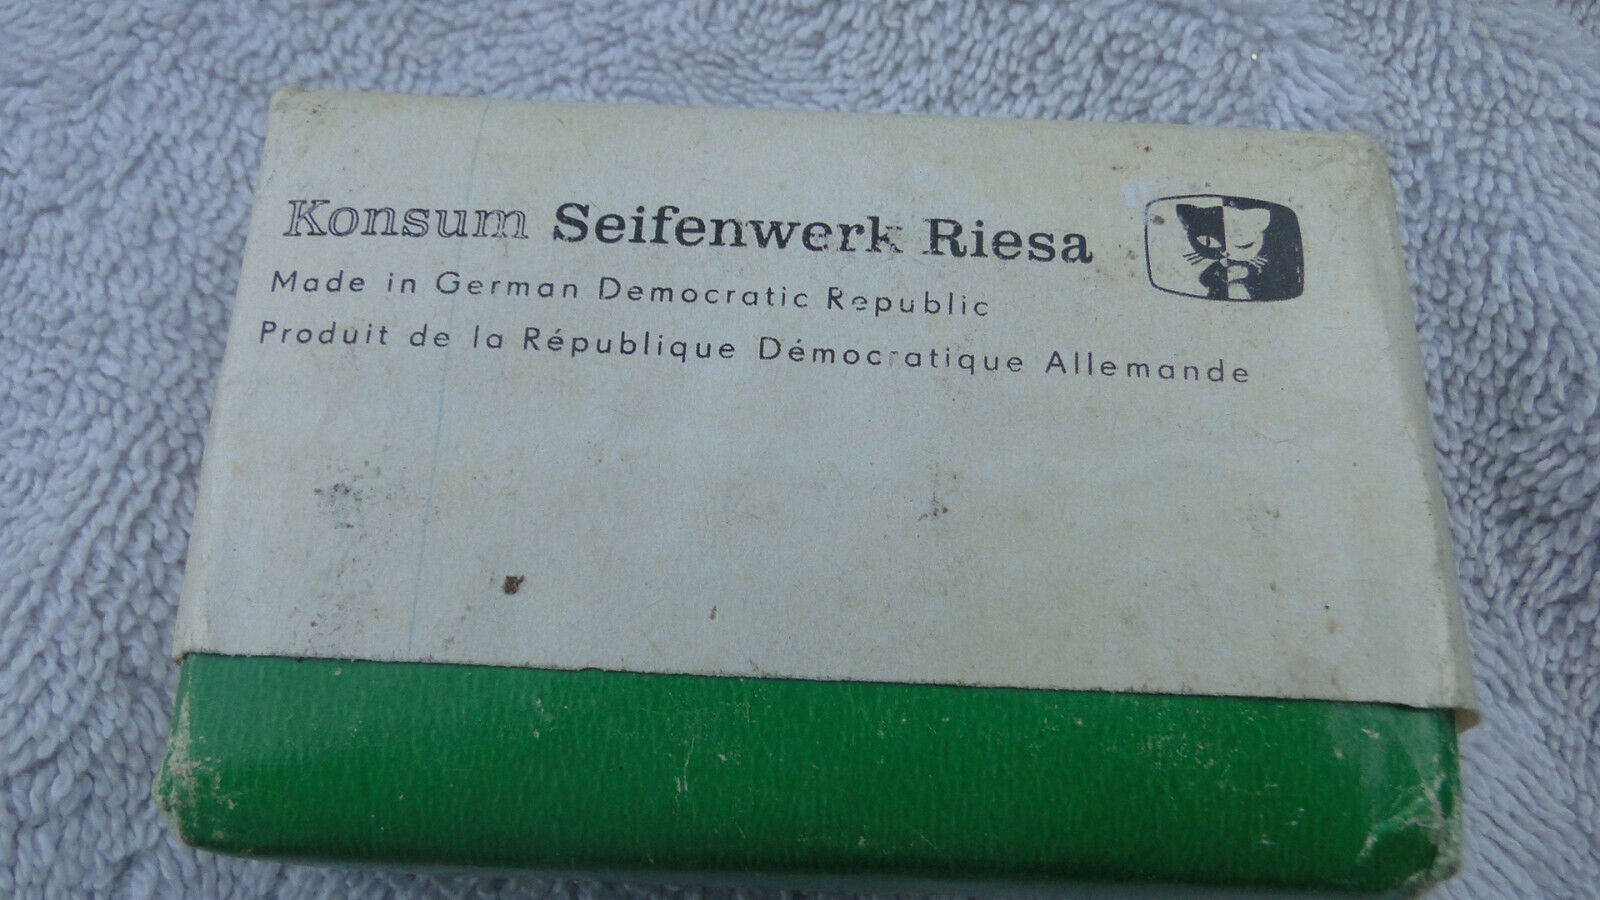 Konsum Seifenwerk Riesa
Made in German Democratic Republic
Produit de la République Démocratique Allemande